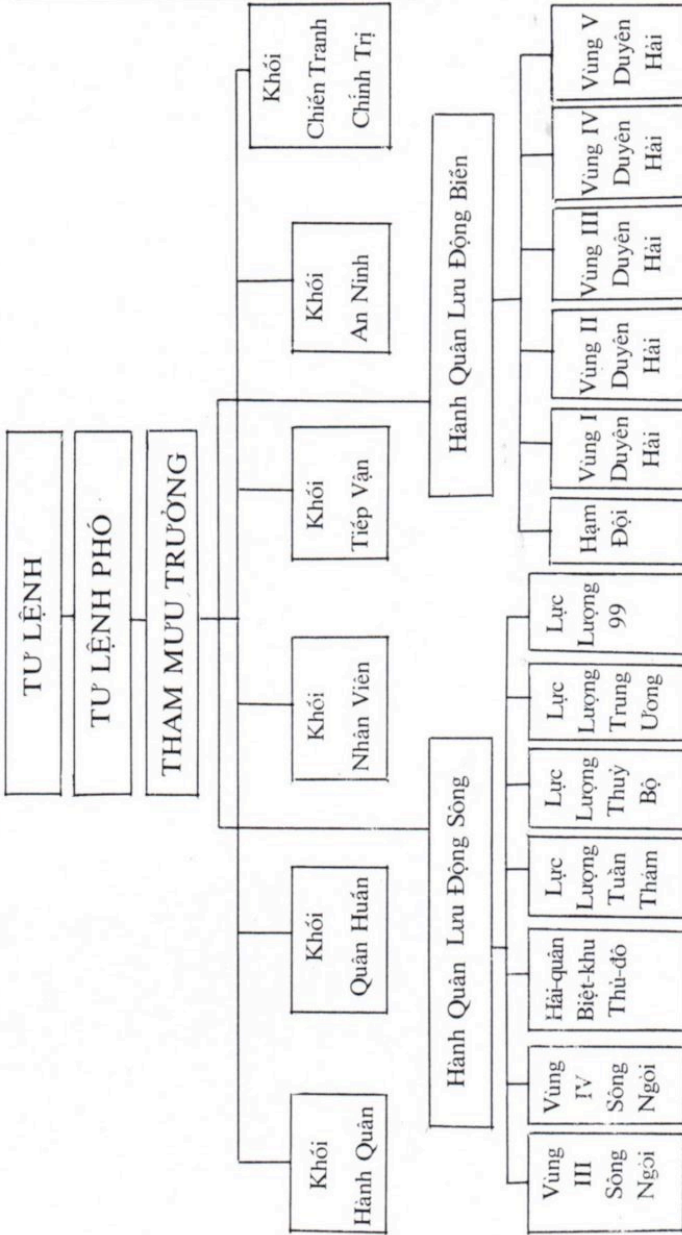 TƯ LỆNH
TƯ LỆNH PHÓ
THAM MƯU TRƯỞNG
Khối
Hành Quân
Khối
Quân Huấn
Khối
Nhân Viên
Khối
Tiếp Vận
Khối
An Ninh
Khối
Chiến Tranh
Chính Trị
Hành Quân Lưu Động Sông
Hành Quân Lưu Động Biển
Vùng
III
Sông
Ngòi
Vùng
IV
Sông
Ngòi
Hải-quân
Biệt-khu
Thủ-đô
Lực
Lượng
Tuần
Thám
Lực
Lượng
Thuỷ
Bộ
Lực
Lượng
Trung
Ương
Lực
Lượng
99
Hạm
Đội
Vùng I
Duyên
Hải
Vùng II
Duyên
Hải
Vùng III
Duyên
Hải
Vùng IV
Duyên
Hải
Vùng V
Duyên
Hải